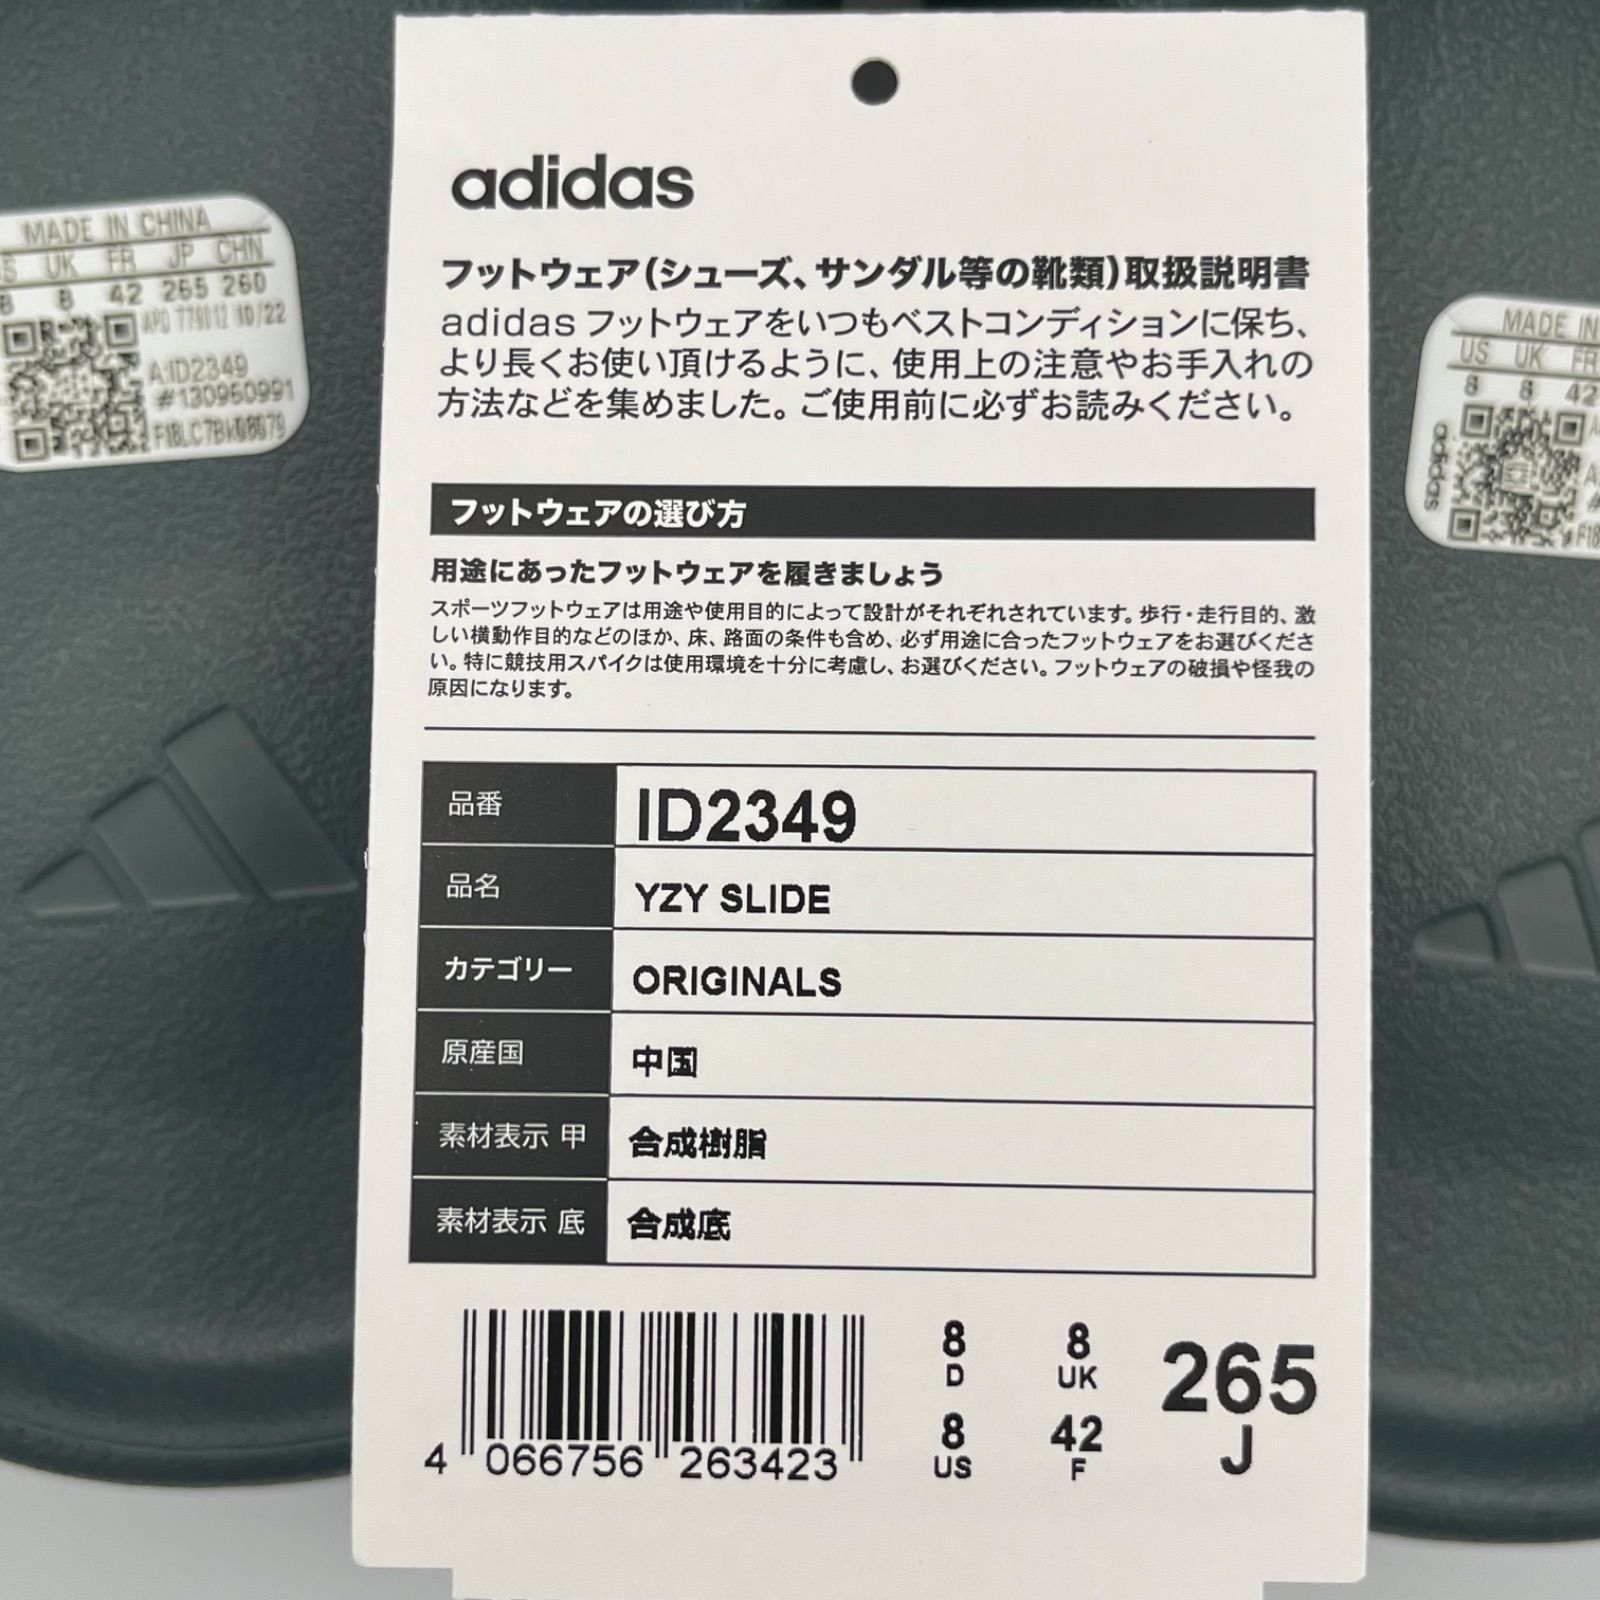 adidas
フットウェア(シューズ、サンダル等の靴類)取扱説明書
adidas フットウェアをいつもベストコンディションに保ち、
より長くお使い頂けるように、使用上の注意やお手入れの
方法などを集めました。ご使用前に必ずお読みください。
フットウェアの選び方
用途にあったフットウェアを履きましょう
スポーツフットウェアは用途や使用目的によって設計がそれぞれされています。歩行・走行目的、激
しい横動作目的などのほか、床、路面の条件も含め、必ず用途に合ったフットウェアをお選びくださ
い。特に競技用スパイクは使用環境を十分に考慮し、お選びください。フットウェアの破損や怪我の
原因になります。
品番 ID2349
品名 YZY SLIDE
カテゴリー ORIGINALS
原産国 中国
素材表示 甲 合成樹脂
素材表示 底 合成底
4 066756 263423
8 D
8 UK
8 US
42 F
265 J
MADE IN CHINA
UK FR JP CHN
8 8 42 265 260
APO 779012 10/22
A:ID2349
#130950991
MADE IN
US UK FR
8 8 42
adidas